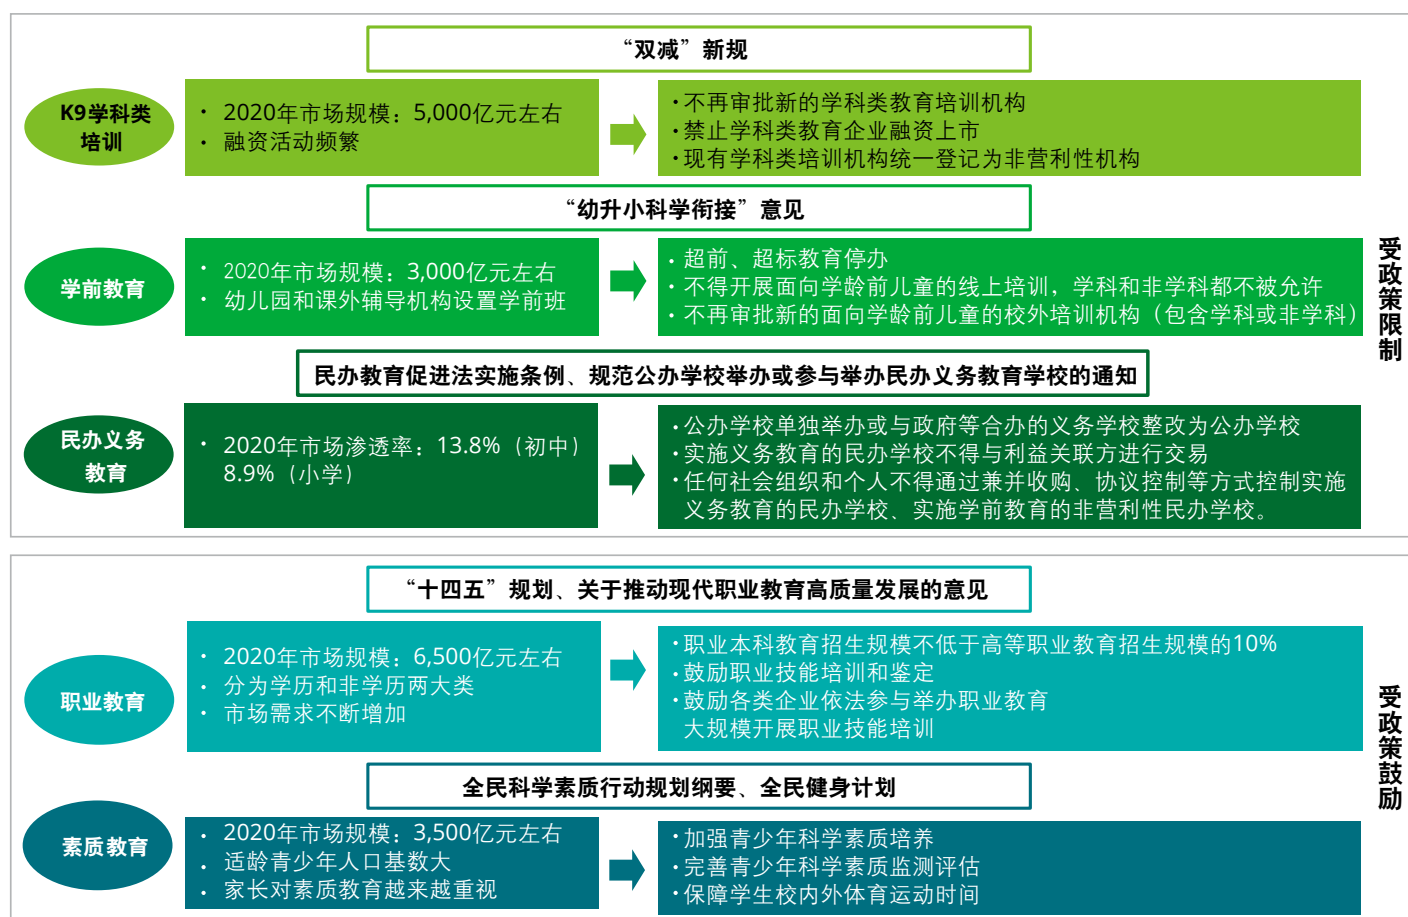 “双减”新规
K9学科类
培训
· 2020年市场规模：5,000亿元左右
· 融资活动频繁
·不再审批新的学科类教育培训机构
·禁止学科类教育企业融资上市
·现有学科类培训机构统一登记为非营利性机构
“幼升小科学衔接”意见
学前教育
· 2020年市场规模：3,000亿元左右
· 幼儿园和课外辅导机构设置学前班
· 超前、超标教育停办
· 不得开展面向学龄前儿童的线上培训，学科和非学科都不被允许
· 不再审批新的面向学龄前儿童的校外培训机构（包含学科或非学科）
民办教育促进法实施条例、规范公办学校举办或参与举办民办义务教育学校的通知
民办义务
教育
· 2020年市场渗透率：13.8%（初中）
8.9%（小学）
·公办学校单独举办或与政府等合办的义务学校整改为公办学校
·实施义务教育的民办学校不得与利益关联方进行交易
·任何社会组织和个人不得通过兼并收购、协议控制等方式控制实施
义务教育的民办学校、实施学前教育的非营利性民办学校。
受政策限制
“十四五”规划、关于推动现代职业教育高质量发展的意见
职业教育
· 2020年市场规模：6,500亿元左右
· 分为学历和非学历两大类
· 市场需求不断增加
·职业本科教育招生规模不低于高等职业教育招生规模的10%
·鼓励职业技能培训和鉴定
·鼓励各类企业依法参与举办职业教育
大规模开展职业技能培训
全民科学素质行动规划纲要、全民健身计划
素质教育
· 2020年市场规模：3,500亿元左右
· 适龄青少年人口基数大
· 家长对素质教育越来越重视
·加强青少年科学素质培养
·完善青少年科学素质监测评估
·保障学生校内外体育运动时间
受政策鼓励